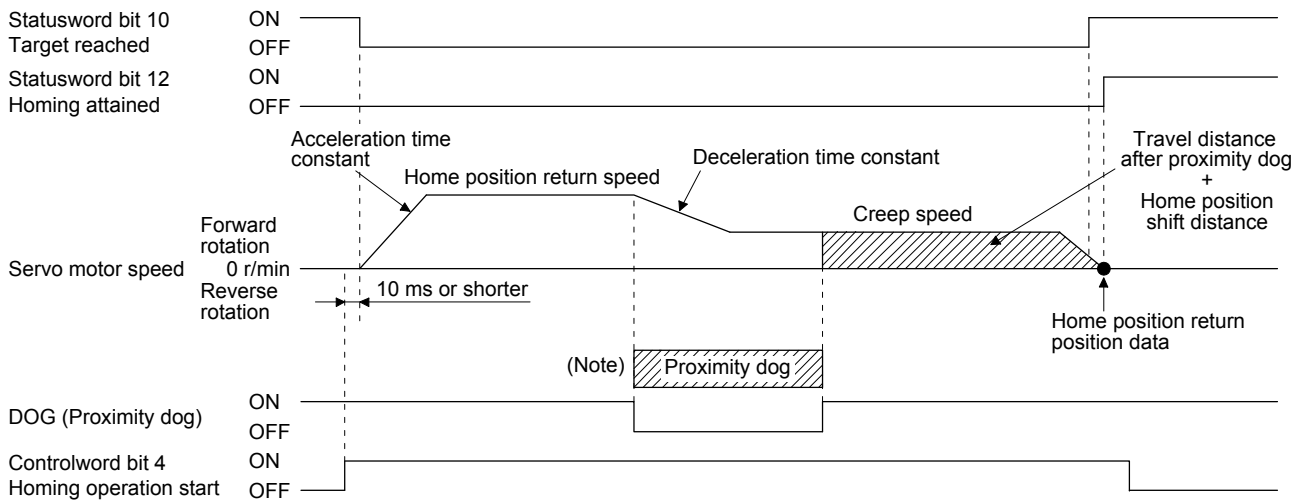 Statusword bit 10
Target reached
ON
OFF
Statusword bit 12
Homing attained
ON
OFF
Acceleration time
constant
Home position return speed
Deceleration time constant
Creep speed
Travel distance
after proximity dog
+
Home position
shift distance
Servo motor speed
Forward
rotation
0 r/min
Reverse
rotation
10 ms or shorter
Home position return
position data
(Note)
Proximity dog
DOG (Proximity dog)
ON
OFF
Controlword bit 4
Homing operation start
ON
OFF